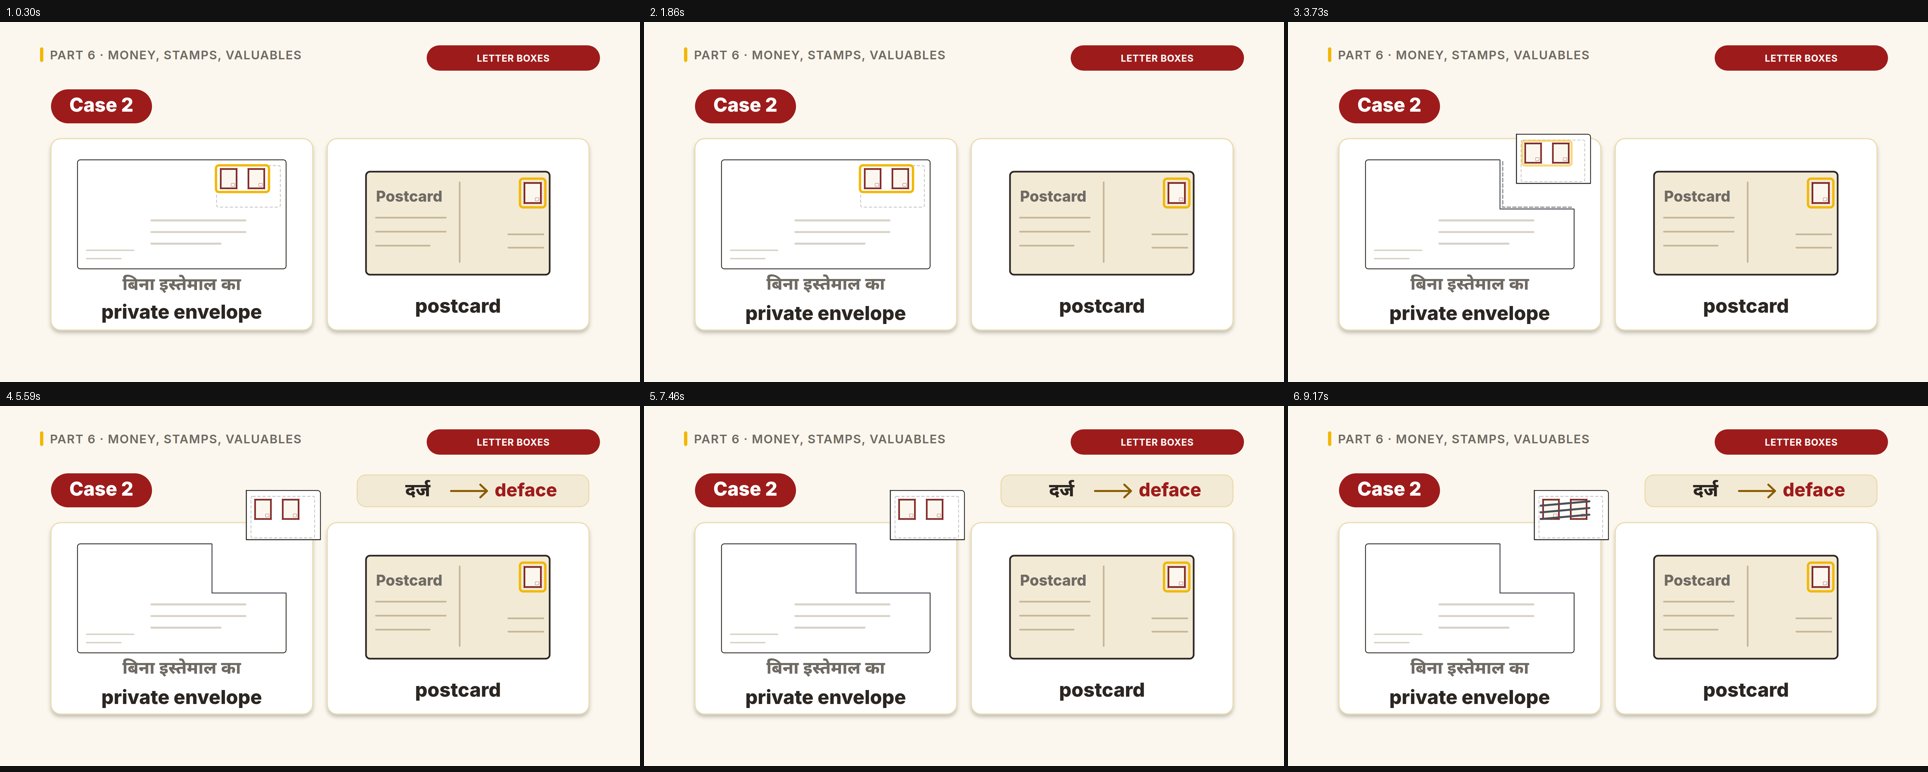 1. 0.30s
PART 6 · MONEY, STAMPS, VALUABLES
LETTER BOXES
Case 2
Postcard
बिना इस्तेमाल का
private envelope
postcard
2. 1.86s
PART 6 · MONEY, STAMPS, VALUABLES
LETTER BOXES
Case 2
Postcard
बिना इस्तेमाल का
private envelope
postcard
3. 3.73s
PART 6 · MONEY, STAMPS, VALUABLES
LETTER BOXES
Case 2
Postcard
बिना इस्तेमाल का
private envelope
postcard
4. 5.59s
PART 6 · MONEY, STAMPS, VALUABLES
LETTER BOXES
Case 2
दर्ज → deface
Postcard
बिना इस्तेमाल का
private envelope
postcard
5. 7.46s
PART 6 · MONEY, STAMPS, VALUABLES
LETTER BOXES
Case 2
दर्ज → deface
Postcard
बिना इस्तेमाल का
private envelope
postcard
6. 9.17s
PART 6 · MONEY, STAMPS, VALUABLES
LETTER BOXES
Case 2
दर्ज → deface
Postcard
बिना इस्तेमाल का
private envelope
postcard